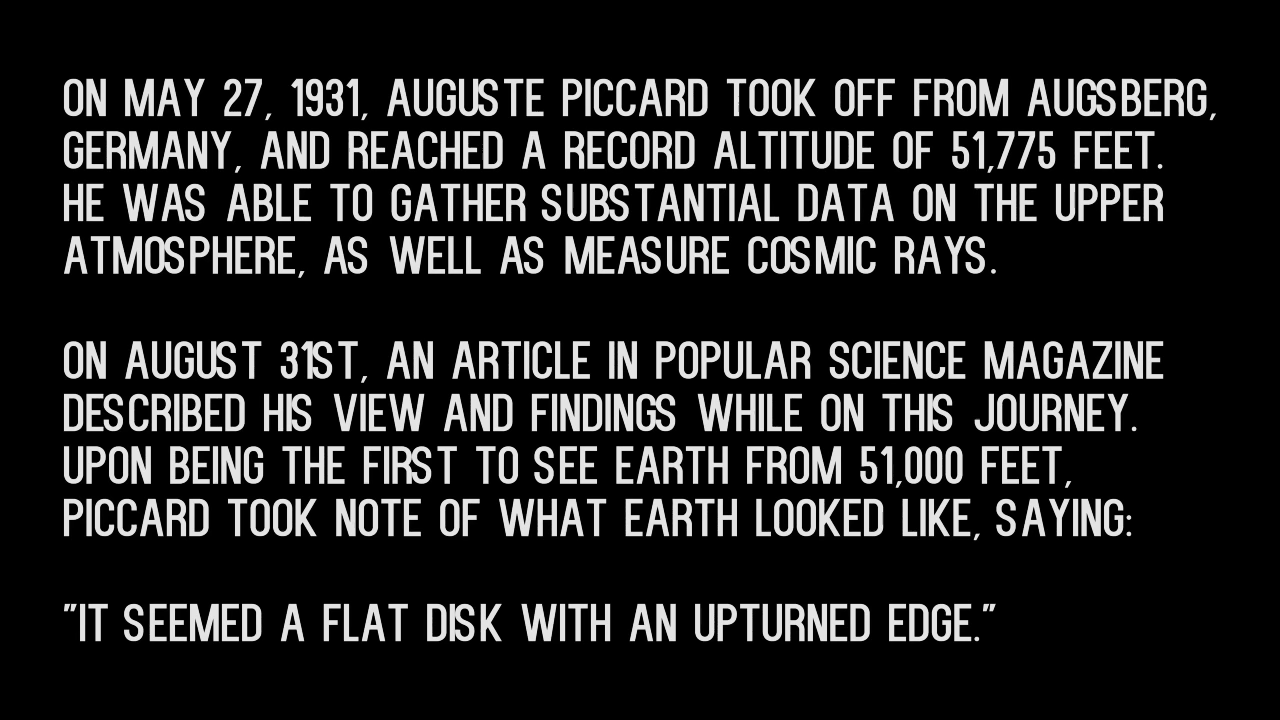 ON MAY 27, 1931, AUGUSTE PICCARD TOOK OFF FROM AUGSBERG,
GERMANY, AND REACHED A RECORD ALTITUDE OF 51,775 FEET.
HE WAS ABLE TO GATHER SUBSTANTIAL DATA ON THE UPPER
ATMOSPHERE, AS WELL AS MEASURE COSMIC RAYS.
ON AUGUST 31ST, AN ARTICLE IN POPULAR SCIENCE MAGAZINE
DESCRIBED HIS VIEW AND FINDINGS WHILE ON THIS JOURNEY.
UPON BEING THE FIRST TO SEE EARTH FROM 51,000 FEET,
PICCARD TOOK NOTE OF WHAT EARTH LOOKED LIKE, SAYING:
"IT SEEMED A FLAT DISK WITH AN UPTURNED EDGE."